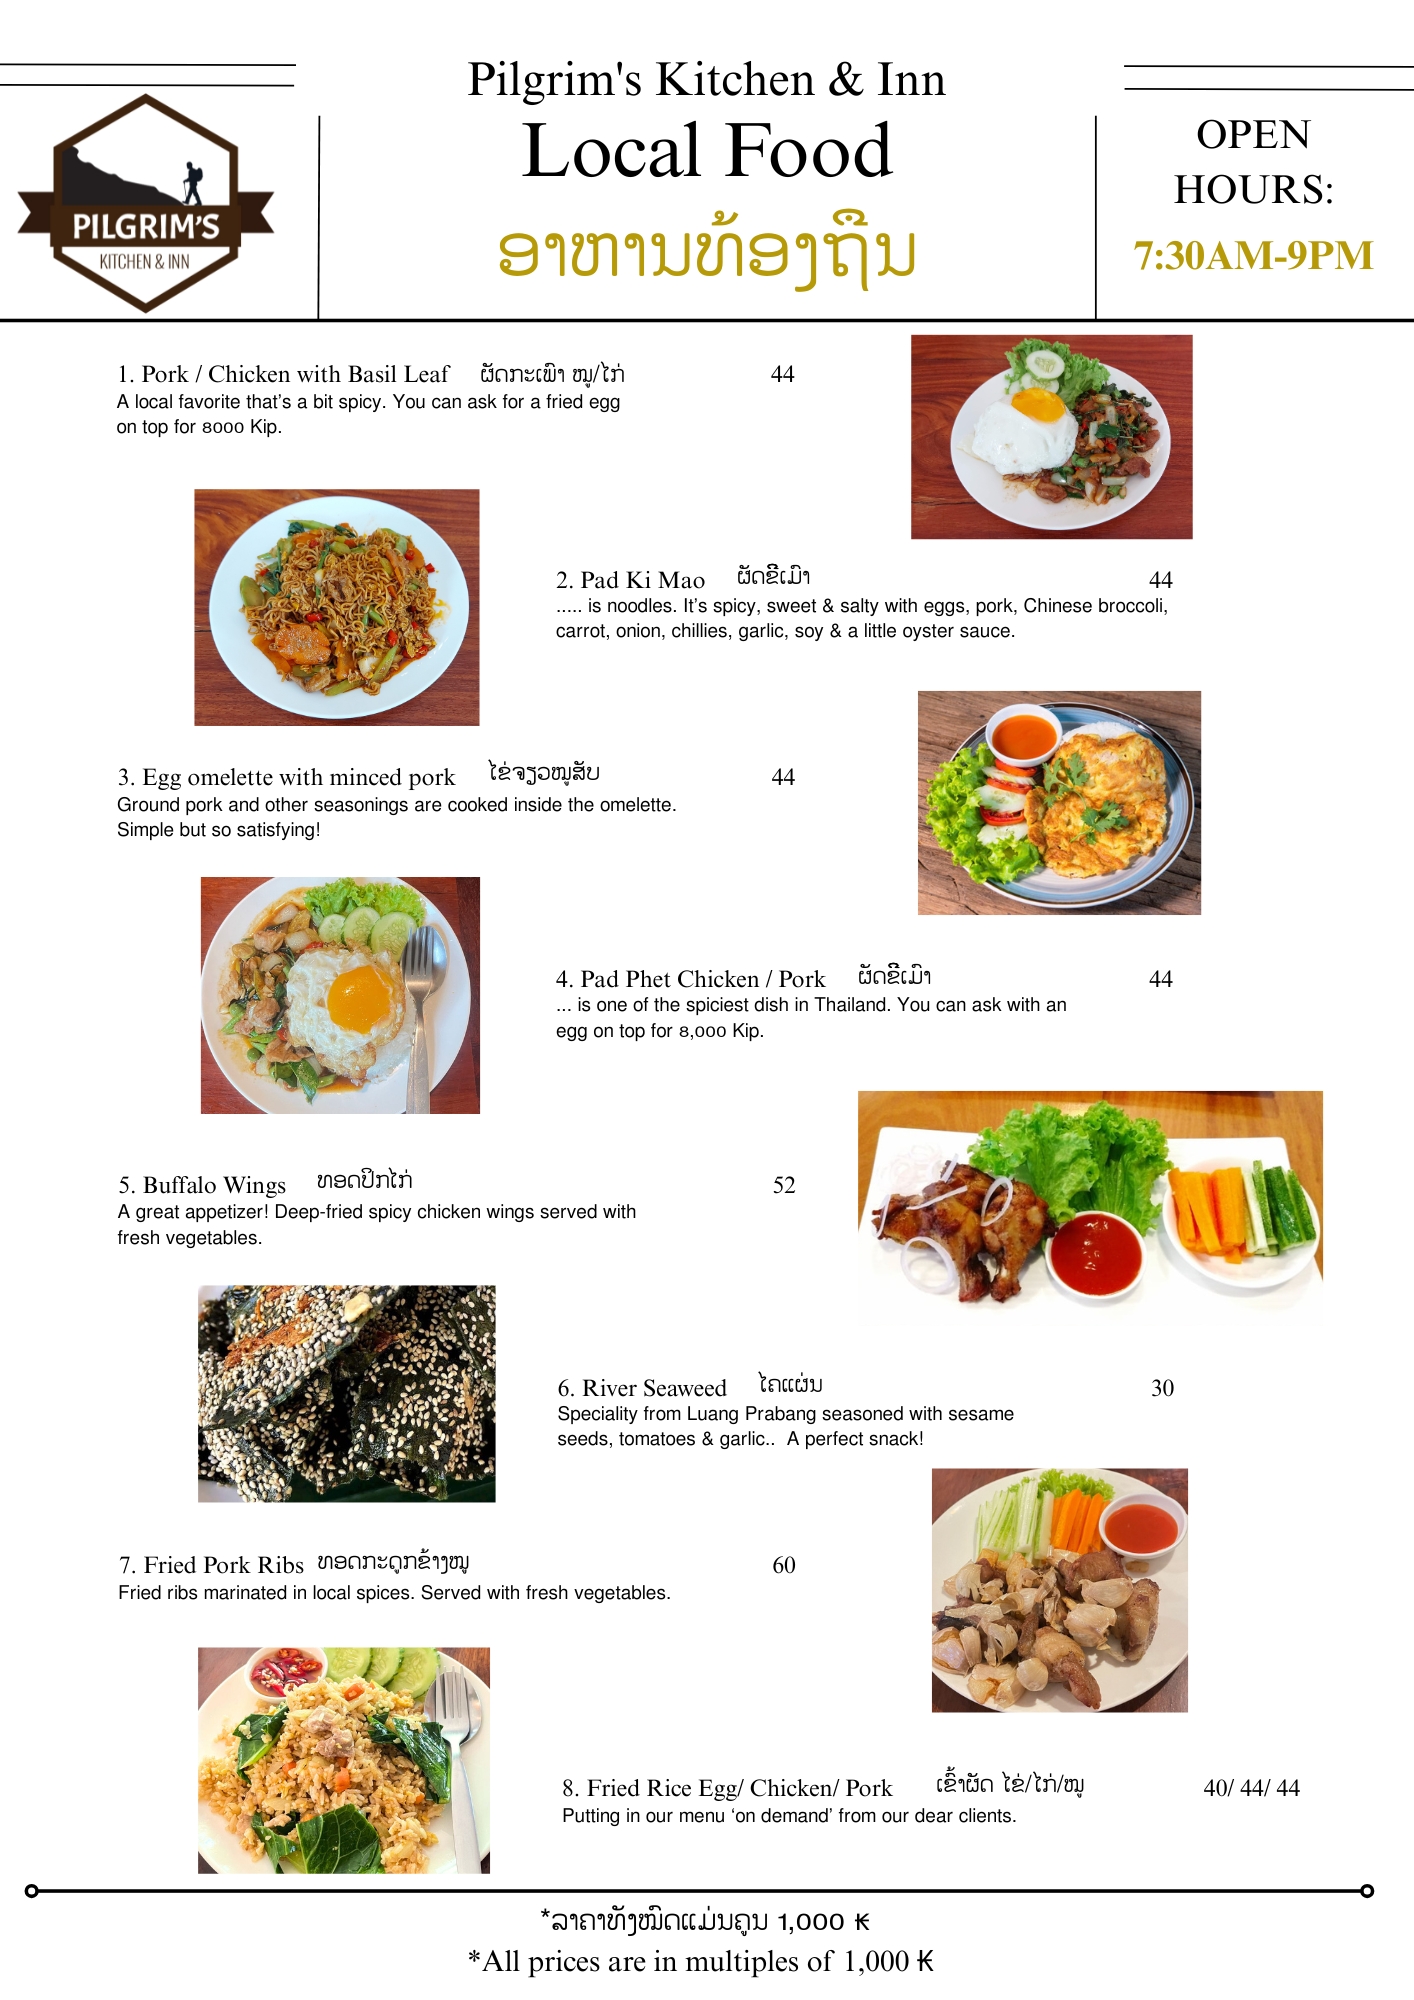 Pilgrim's Kitchen & Inn
Local Food
ອາຫານທ້ອງຖິ່ນ
PILGRIM'S
KITCHEN & INN
OPEN
HOURS:
7:30AM-9PM
1. Pork / Chicken with Basil Leaf ຜັດກະເພົາ ໝູ/ໄກ່ 44
A local favorite that's a bit spicy. You can ask for a fried egg
on top for 8000 Kip.
2. Pad Ki Mao ຜັດຂີ້ເມົາ 44
..... is noodles. It's spicy, sweet & salty with eggs, pork, Chinese broccoli,
carrot, onion, chillies, garlic, soy & a little oyster sauce.
3. Egg omelette with minced pork ໄຂ່ຈຽວໝູສັບ 44
Ground pork and other seasonings are cooked inside the omelette.
Simple but so satisfying!
4. Pad Phet Chicken / Pork ຜັດຂີ້ເມົາ 44
... is one of the spiciest dish in Thailand. You can ask with an
egg on top for 8,000 Kip.
5. Buffalo Wings ທອດປີກໄກ່ 52
A great appetizer! Deep-fried spicy chicken wings served with
fresh vegetables.
6. River Seaweed ໄຄແຜ່ນ 30
Speciality from Luang Prabang seasoned with sesame
seeds, tomatoes & garlic.. A perfect snack!
7. Fried Pork Ribs ທອດກະດູກຂ້າງໝູ 60
Fried ribs marinated in local spices. Served with fresh vegetables.
8. Fried Rice Egg/ Chicken/ Pork ເຂົ້າຜັດ ໄຂ່/ໄກ່/ໝູ 40/ 44/ 44
Putting in our menu 'on demand' from our dear clients.
*ລາຄາທັງໝົດແມ່ນຄູນ 1,000 ₭
*All prices are in multiples of 1,000 ₭